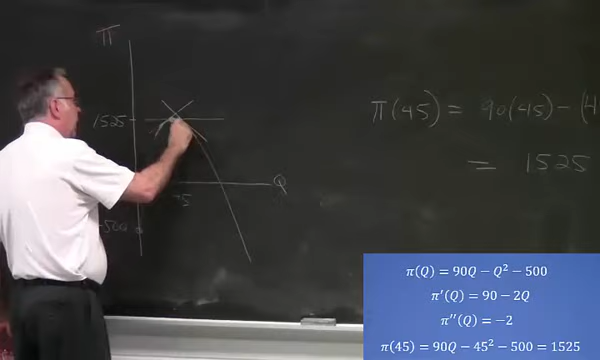 π
1525
Q
45
-500
π(45) = 90(45) - (4
= 1525
π(Q) = 90Q - Q² - 500
π′(Q) = 90 - 2Q
π″(Q) = -2
π(45) = 90Q - 45² - 500 = 1525